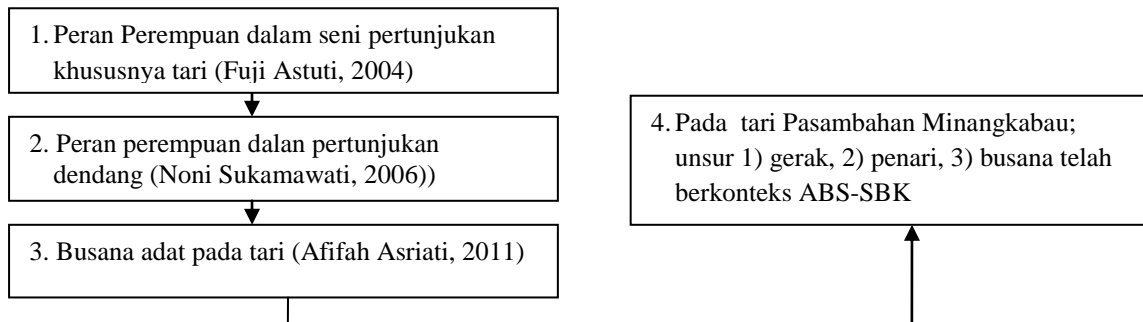 1. Peran Perempuan dalam seni pertunjukan
khususnya tari (Fuji Astuti, 2004)
2. Peran perempuan dalan pertunjukan
dendang (Noni Sukamawati, 2006))
3. Busana adat pada tari (Afifah Asriati, 2011)
4. Pada tari Pasambahan Minangkabau;
unsur 1) gerak, 2) penari, 3) busana telah
berkonteks ABS-SBK